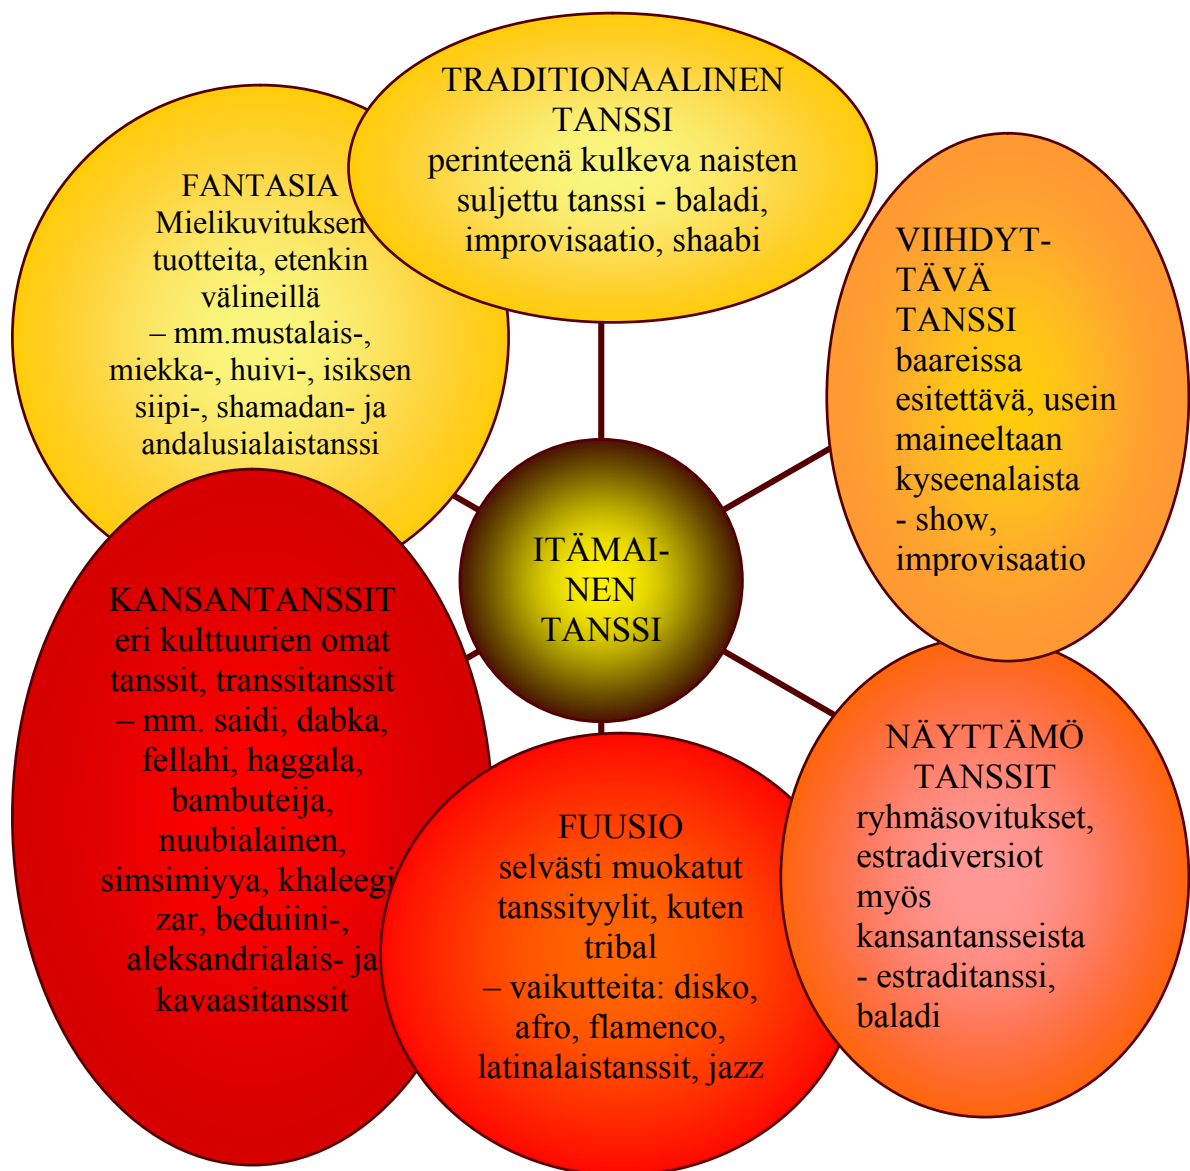 TRADITIONAALINEN
TANSSI
perinteenä kulkeva naisten
suljettu tanssi - baladi,
improvisaatio, shaabi
FANTASIA
Mielikuvituksen
tuotteita, etenkin
välineillä
– mm.mustalais-,
miekka-, huivi-, isiksen
siipi-, shamadan- ja
andalusialaistanssi
VIIHDYT-
TÄVÄ
TANSSI
baareissa
esitettävä, usein
maineeltaan
kyseenalaista
- show,
improvisaatio
ITÄMAI-
NEN
TANSSI
KANSANTANSSIT
eri kulttuurien omat
tanssit, transsitanssit
– mm. saidi, dabka,
fellahi, haggala,
bambuteija,
nuubialainen,
simsimiyya, khaleegi
zar, beduiini-,
aleksandrialais- ja
kavaasitanssit
FUUSIO
selvästi muokatut
tanssityylit, kuten
tribal
– vaikutteita: disko,
afro, flamenco,
latinalaistanssit, jazz
NÄYTTÄMÖ
TANSSIT
ryhmäsovitukset,
estradiversiot
myös
kansantansseista
- estraditanssi,
baladi